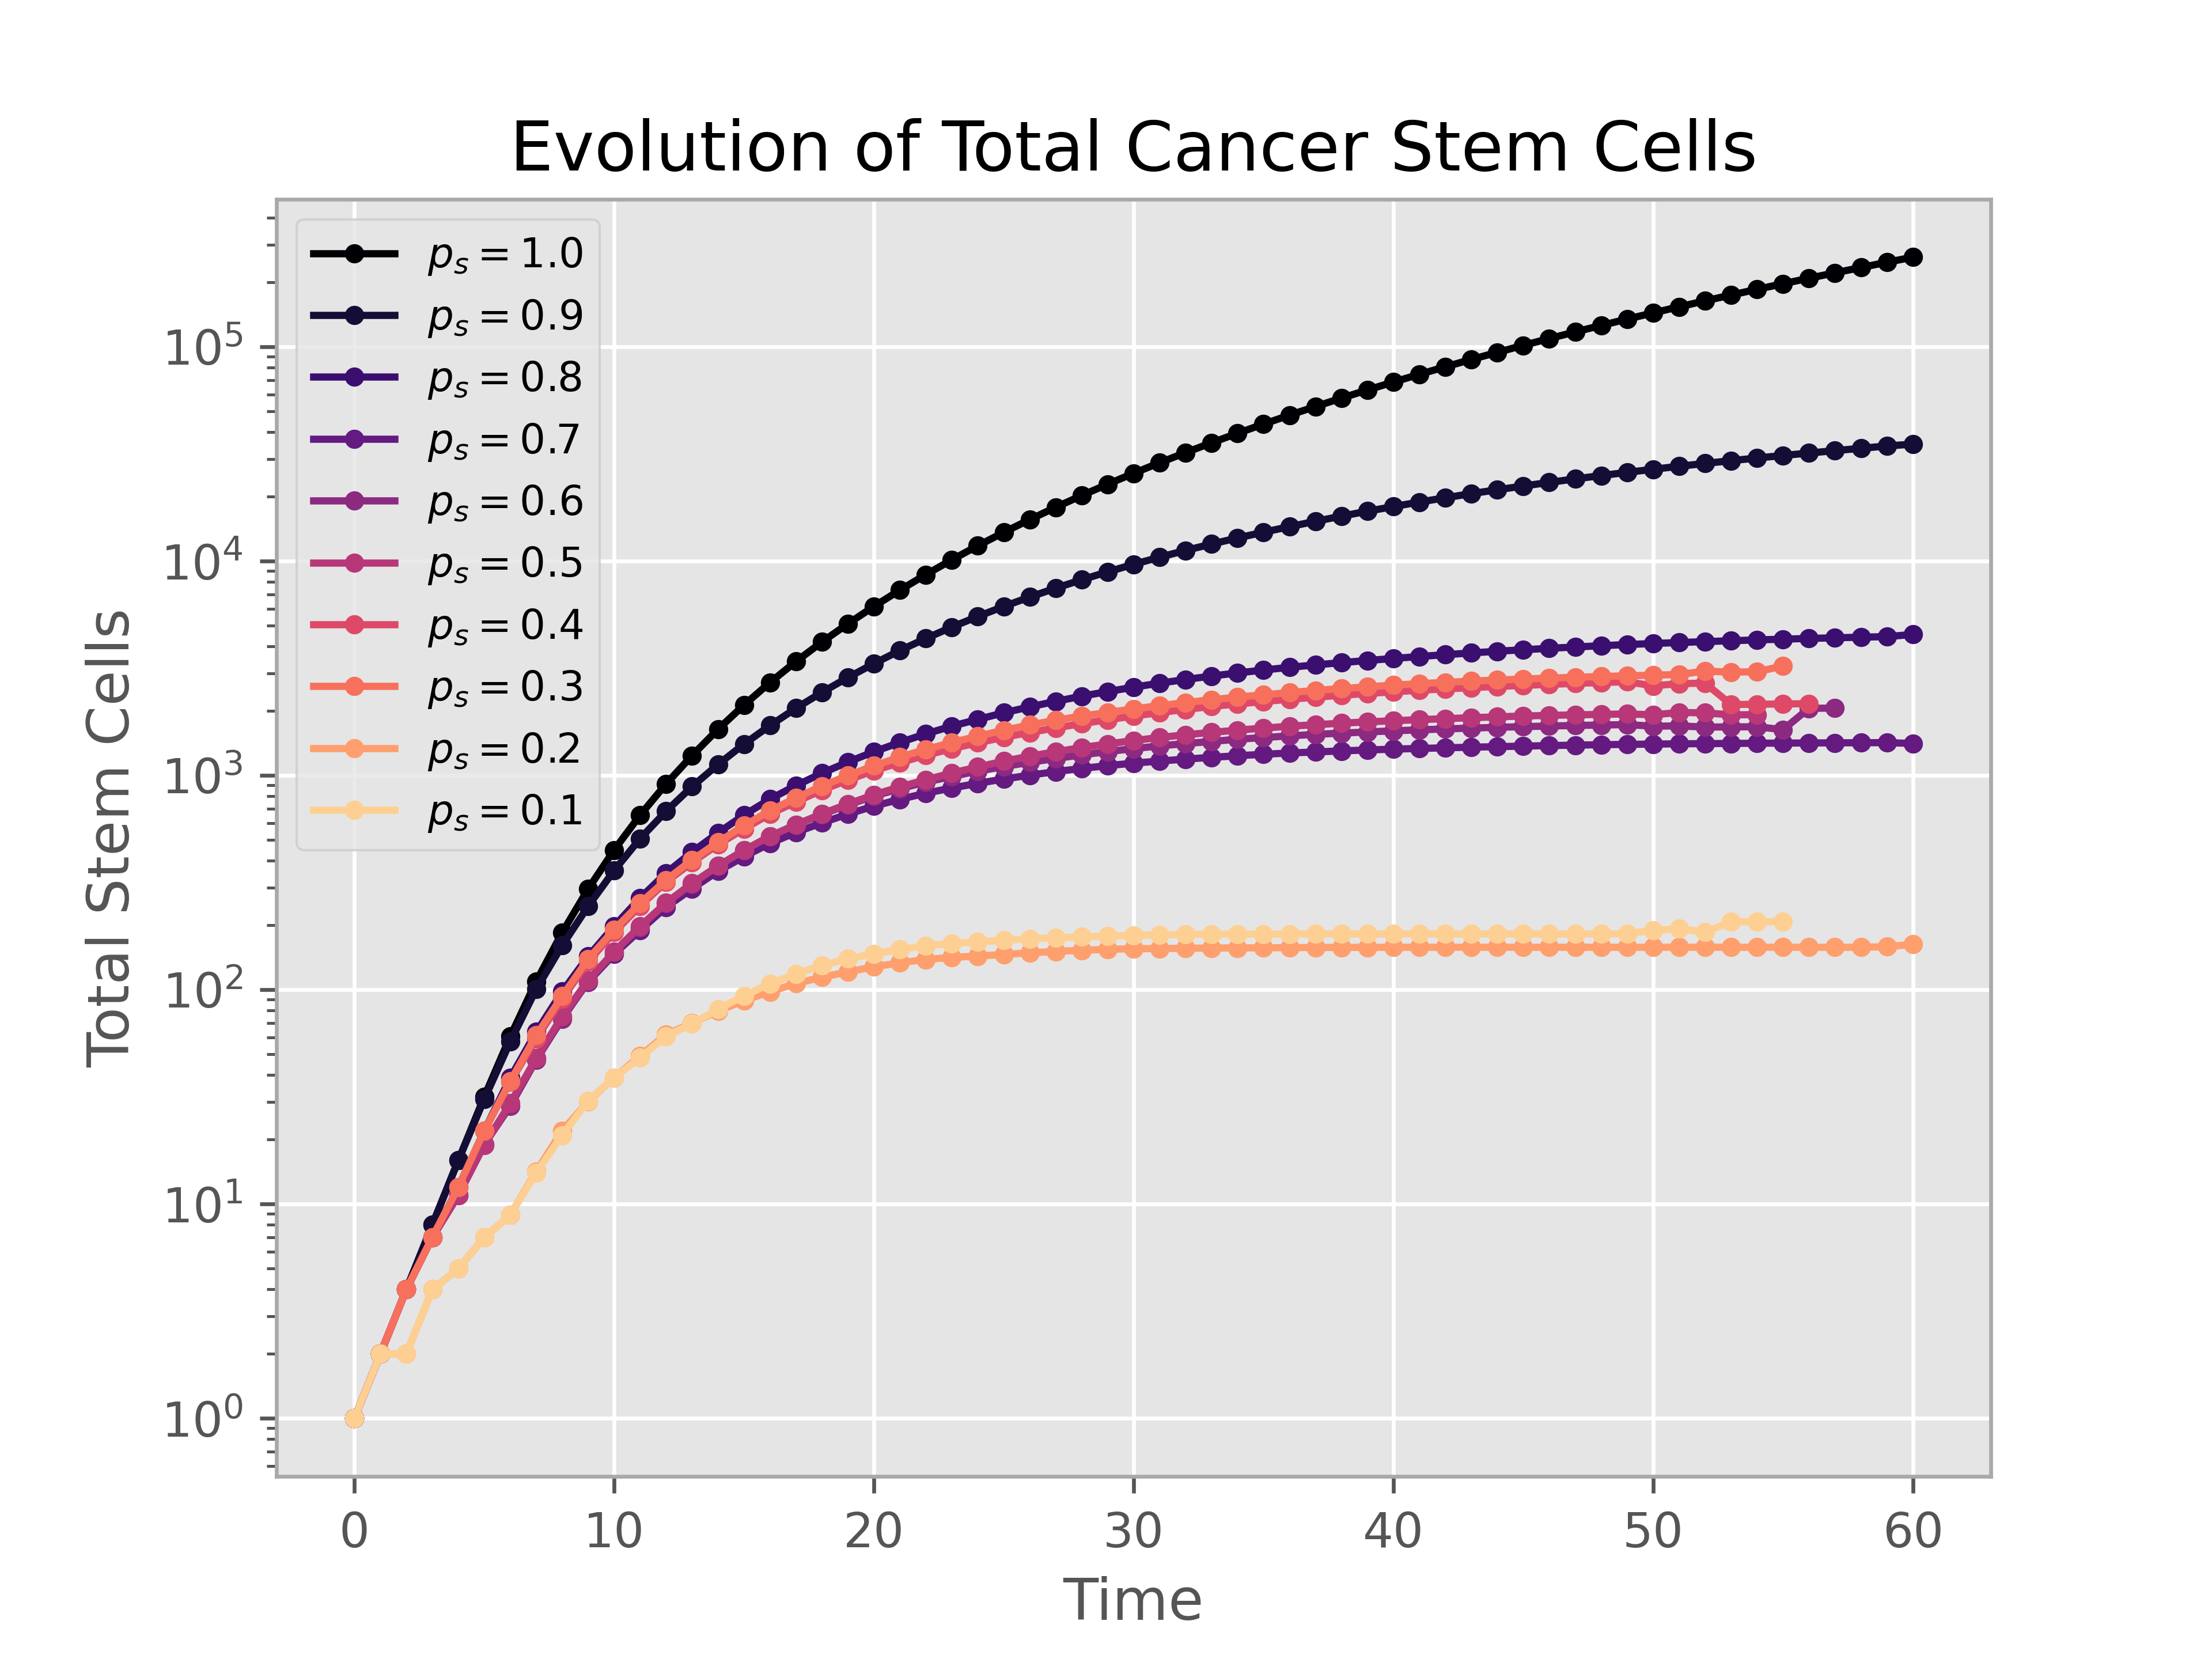 Evolution of Total Cancer Stem Cells
p_s = 1.0
p_s = 0.9
p_s = 0.8
p_s = 0.7
p_s = 0.6
p_s = 0.5
p_s = 0.4
p_s = 0.3
p_s = 0.2
p_s = 0.1
10^5
10^4
10^3
10^2
10^1
10^0
Total Stem Cells
0 10 20 30 40 50 60
Time